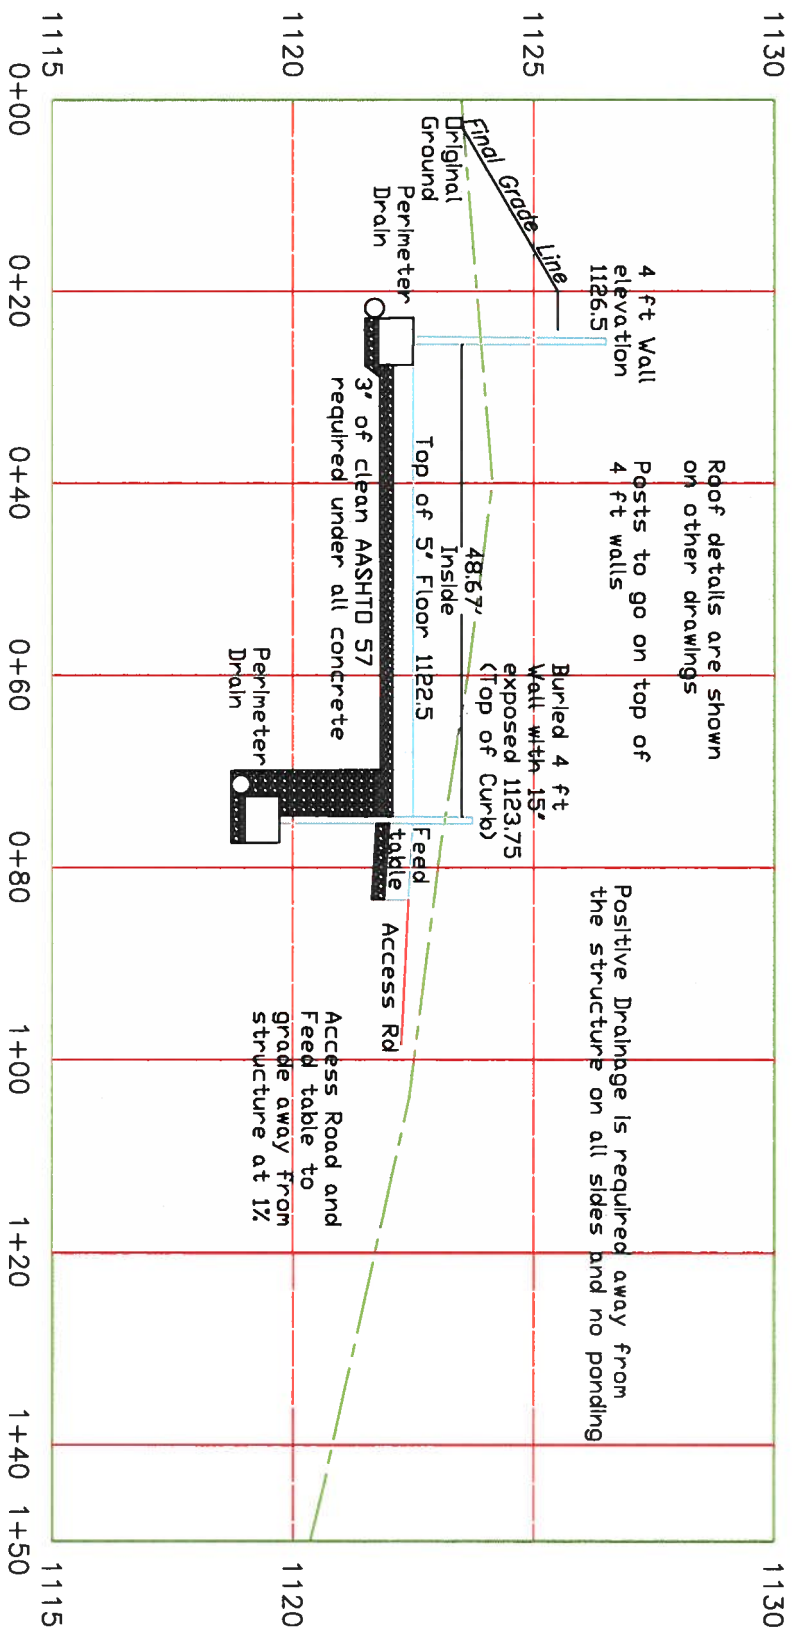 1130
1130
Roof details are shown
on other drawings
4 ft Wall
elevation
1126.5
Posts to go on top of
4 ft walls
Positive Drainage is required away from
the structure on all sides and no ponding
1125
1125
Final Grade Line
Buried 4 ft
Wall with 15'
exposed 1123.75
(Top of Curb)
48.67'
Inside
Original
Ground
Top of 5' Floor 1122.5
Feed
table
Perimeter
Drain
Access Rd
3' of clean AASHTO 57
required under all concrete
Access Road and
Feed table to
grade away from
structure at 1%
1120
1120
Perimeter
Drain
1115
1115
0+00
0+20
0+40
0+60
0+80
1+00
1+20
1+40
1+50